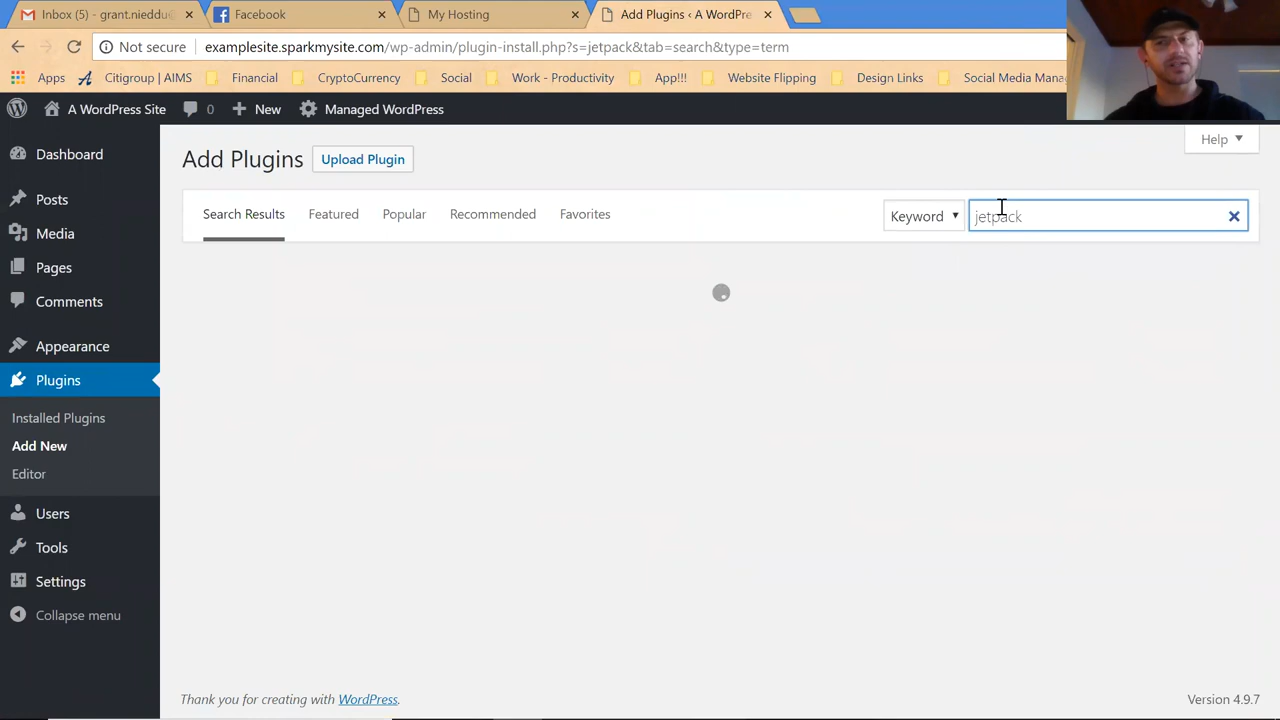 Inbox (5) - grant.nieddu
Facebook
My Hosting
Add Plugins ‹ A WordPre
Not secure
examplesite.sparkmysite.com/wp-admin/plugin-install.php?s=jetpack&tab=search&type=term
Apps
Citigroup | AIMS
Financial
CryptoCurrency
Social
Work - Productivity
App!!!
Website Flipping
Design Links
Social Media Mana
A WordPress Site
0
New
Managed WordPress
Help
Dashboard
Posts
Media
Pages
Comments
Appearance
Plugins
Installed Plugins
Add New
Editor
Users
Tools
Settings
Collapse menu
Add Plugins
Upload Plugin
Search Results
Featured
Popular
Recommended
Favorites
Keyword
jetpack
Thank you for creating with WordPress.
Version 4.9.7